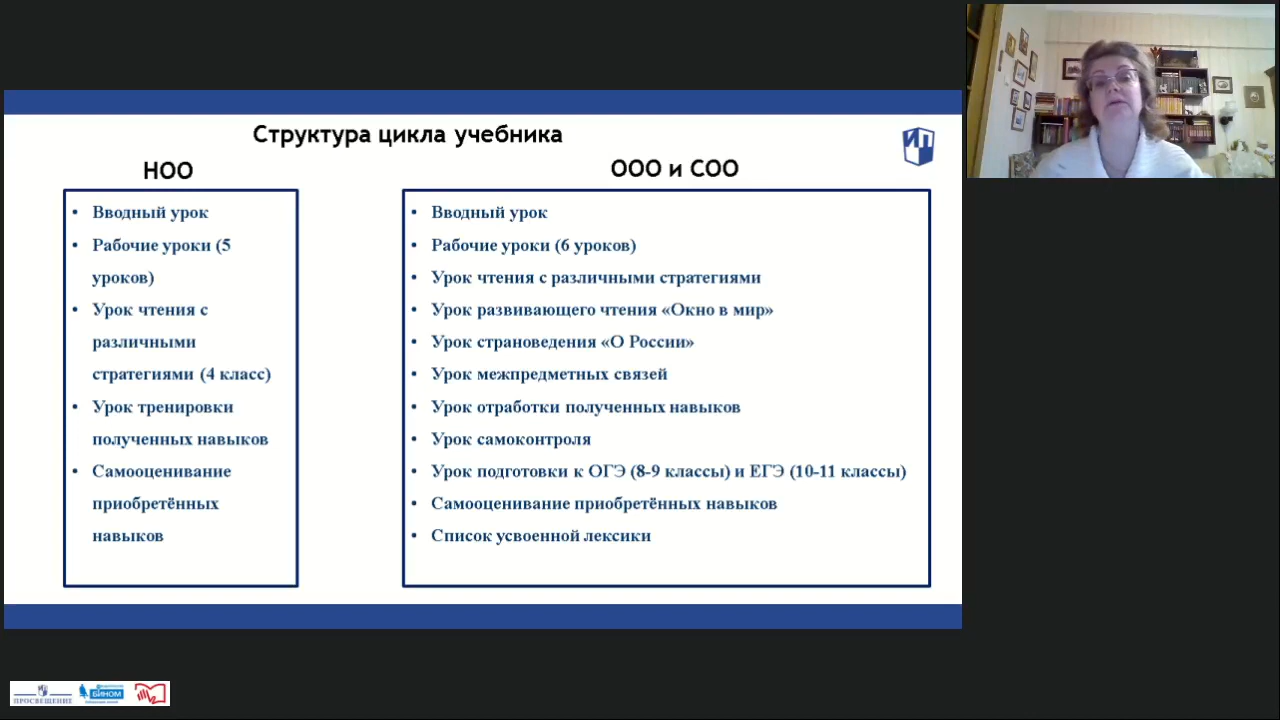 Структура цикла учебника
НОО
• Вводный урок
• Рабочие уроки (5
уроков)
• Урок чтения с
различными
стратегиями (4 класс)
• Урок тренировки
полученных навыков
• Самооценивание
приобретённых
навыков
ООО и СОО
• Вводный урок
• Рабочие уроки (6 уроков)
• Урок чтения с различными стратегиями
• Урок развивающего чтения «Окно в мир»
• Урок страноведения «О России»
• Урок межпредметных связей
• Урок отработки полученных навыков
• Урок самоконтроля
• Урок подготовки к ОГЭ (8-9 классы) и ЕГЭ (10-11 классы)
• Самооценивание приобретённых навыков
• Список усвоенной лексики
ИП
ПРОСВЕЩЕНИЕ
БИНОМ